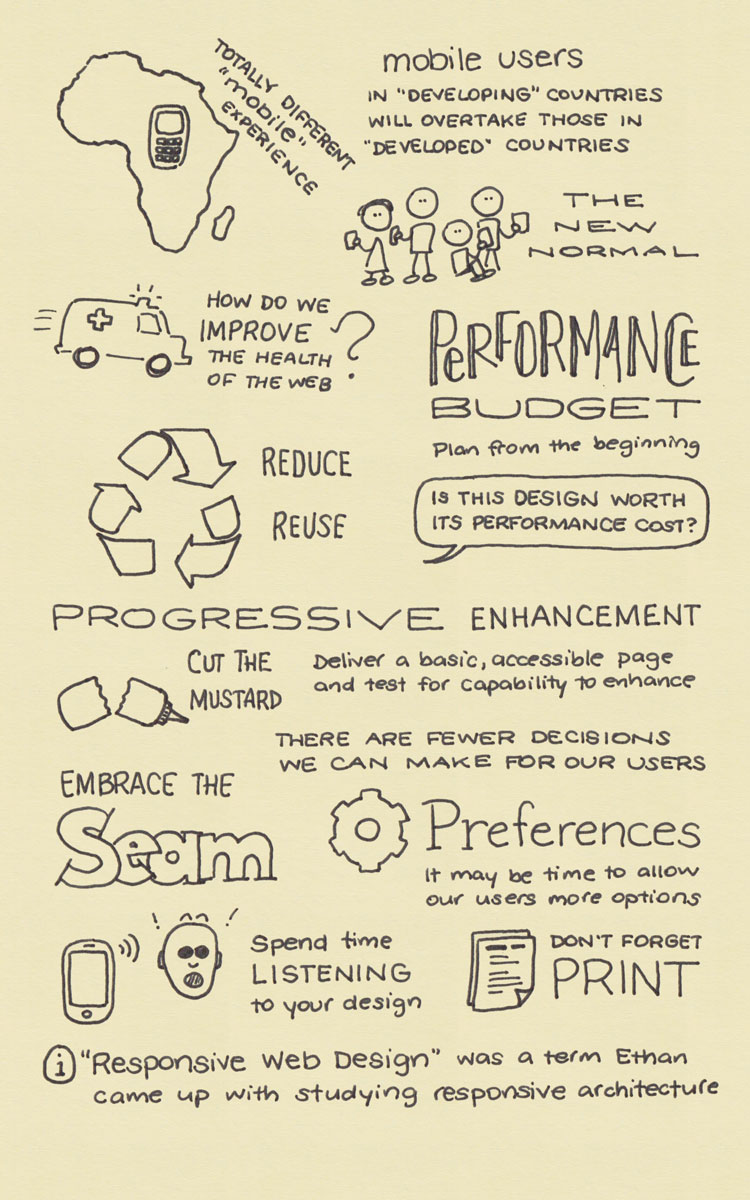 TOTALLY DIFFERENT
"mobile"
EXPERIENCE
mobile users
IN "DEVELOPING" COUNTRIES
WILL OVERTAKE THOSE IN
"DEVELOPED" COUNTRIES
THE
NEW
NORMAL
HOW DO WE
IMPROVE
THE HEALTH
OF THE WEB
?
PERFORMANCE
BUDGET
Plan from the beginning
REDUCE
REUSE
IS THIS DESIGN WORTH
ITS PERFORMANCE COST?
PROGRESSIVE ENHANCEMENT
CUT THE
MUSTARD
Deliver a basic, accessible page
and test for capability to enhance
THERE ARE FEWER DECISIONS
WE CAN MAKE FOR OUR USERS
EMBRACE THE
Seam
Preferences
It may be time to allow
our users more options
Spend time
LISTENING
to your design
DON'T FORGET
PRINT
i "Responsive Web Design" was a term Ethan
came up with studying responsive architecture